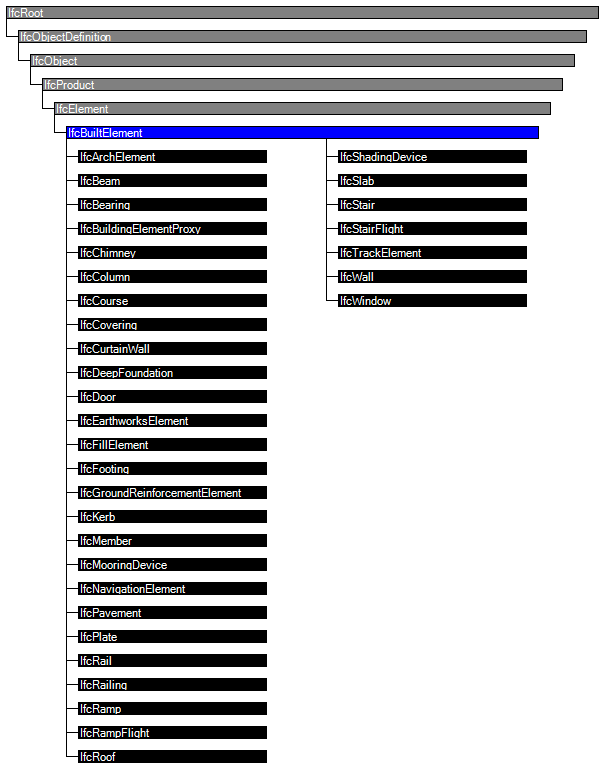 IfcRoot
IfcObjectDefinition
IfcObject
IfcProduct
IfcElement
IfcBuiltElement
IfcArchElement
IfcBeam
IfcBearing
IfcBuildingElementProxy
IfcChimney
IfcColumn
IfcCourse
IfcCovering
IfcCurtainWall
IfcDeepFoundation
IfcDoor
IfcEarthworksElement
IfcFillElement
IfcFooting
IfcGroundReinforcementElement
IfcKerb
IfcMember
IfcMooringDevice
IfcNavigationElement
IfcPavement
IfcPlate
IfcRail
IfcRailing
IfcRamp
IfcRampFlight
IfcRoof
IfcShadingDevice
IfcSlab
IfcStair
IfcStairFlight
IfcTrackElement
IfcWall
IfcWindow